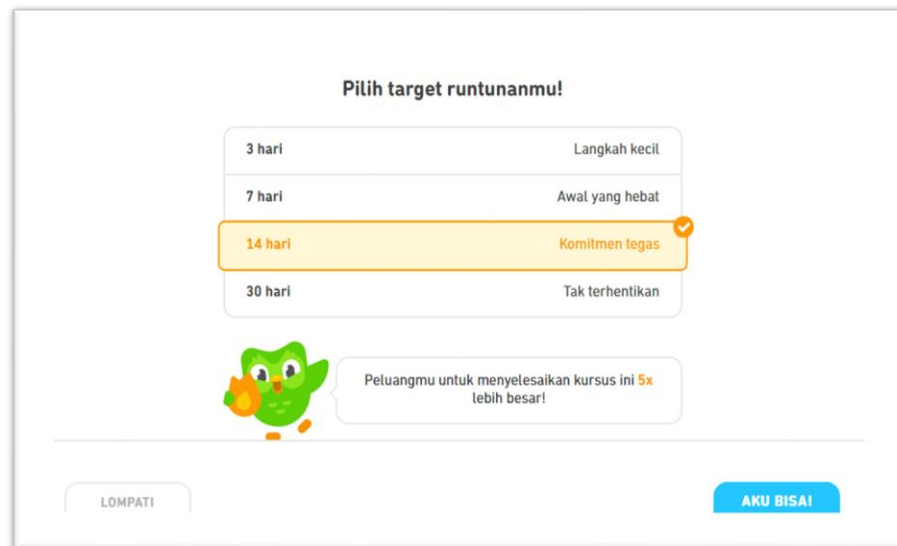 Pilih target runtunanmu!
3 hari Langkah kecil
7 hari Awal yang hebat
14 hari Komitmen tegas
30 hari Tak terhentikan
Peluangmu untuk menyelesaikan kursus ini 5x
lebih besar!
LOMPATI
AKU BISA!